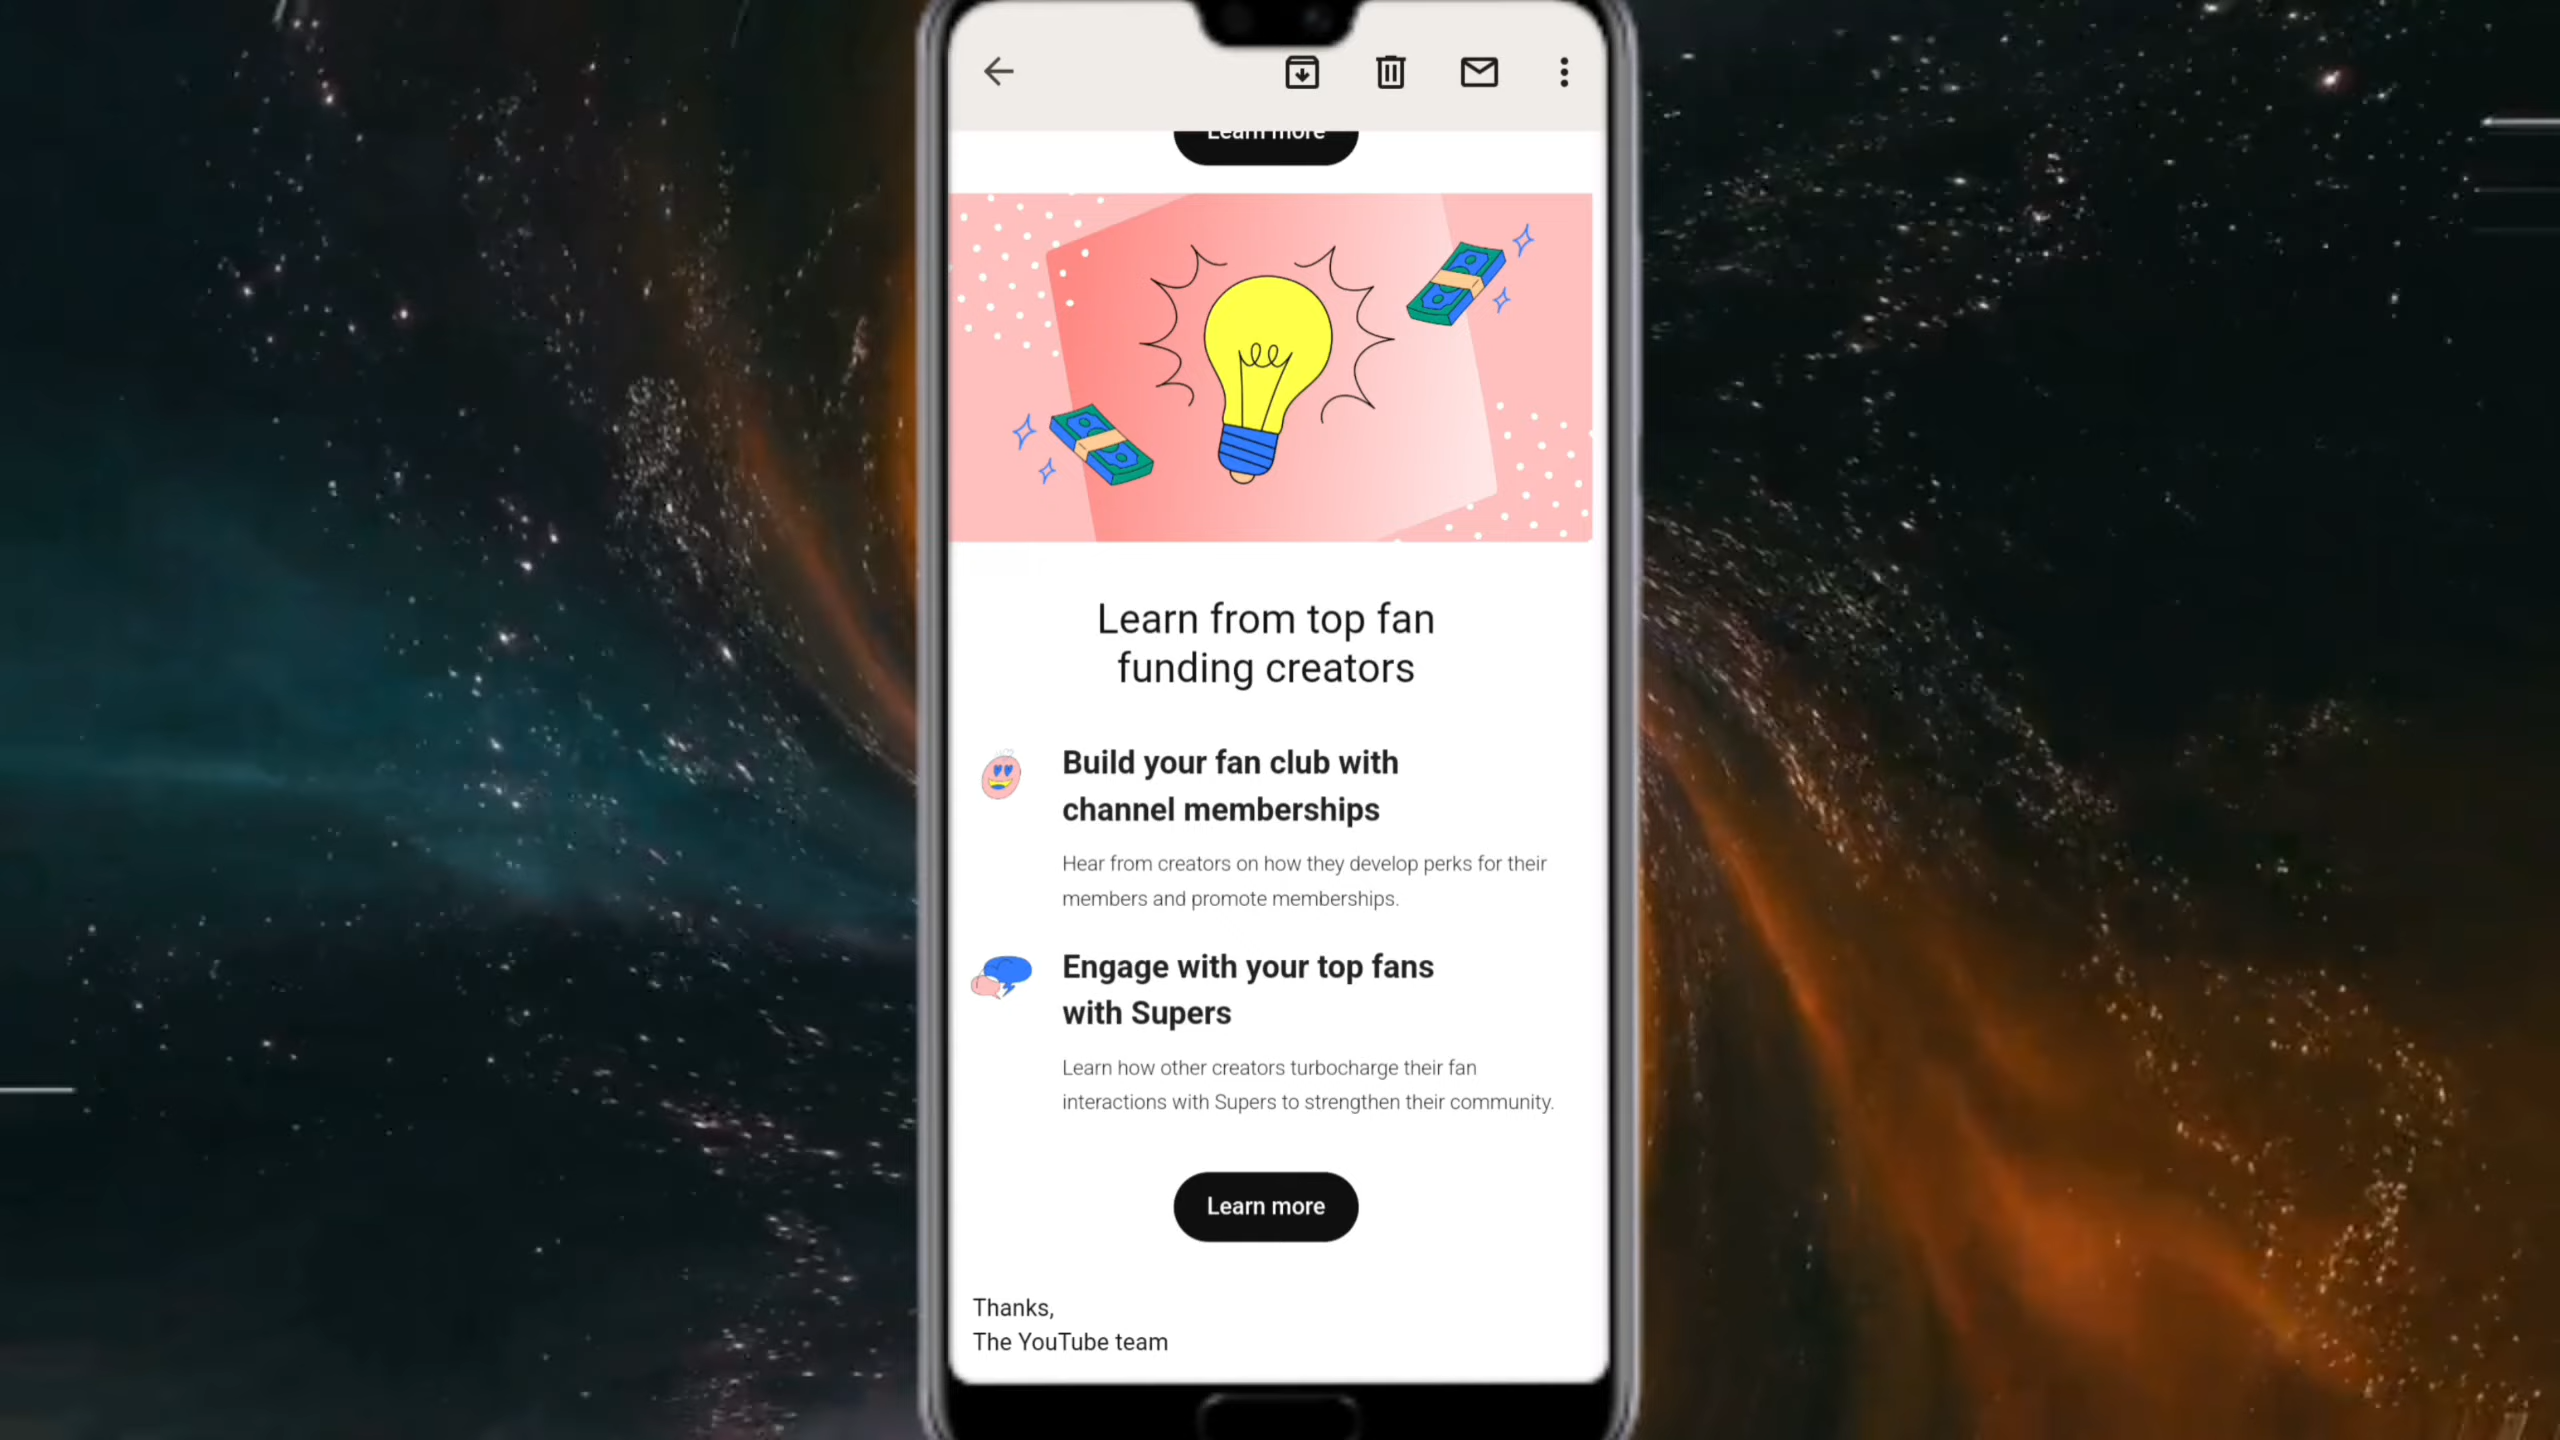 Learn more
Learn from top fan
funding creators
Build your fan club with
channel memberships
Hear from creators on how they develop perks for their
members and promote memberships.
Engage with your top fans
with Supers
Learn how other creators turbocharge their fan
interactions with Supers to strengthen their community.
Learn more
Thanks,
The YouTube team